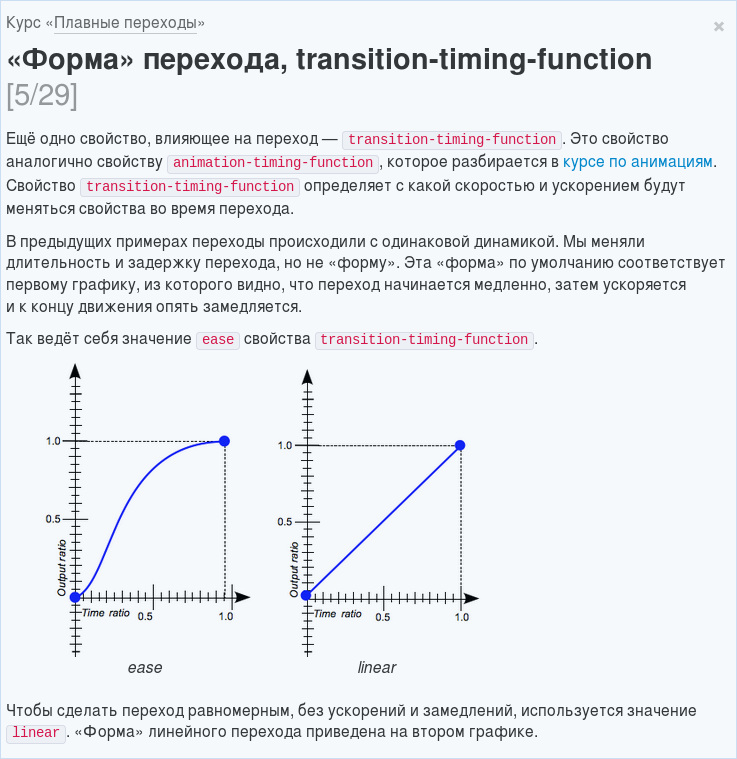 Курс «Плавные переходы»
×
«Форма» перехода, transition-timing-function
[5/29]
Ещё одно свойство, влияющее на переход — transition-timing-function. Это свойство
аналогично свойству animation-timing-function, которое разбирается в курсе по анимациям.
Свойство transition-timing-function определяет с какой скоростью и ускорением будут
меняться свойства во время перехода.
В предыдущих примерах переходы происходили с одинаковой динамикой. Мы меняли
длительность и задержку перехода, но не «форму». Эта «форма» по умолчанию соответствует
первому графику, из которого видно, что переход начинается медленно, затем ускоряется
и к концу движения опять замедляется.
Так ведёт себя значение ease свойства transition-timing-function.
1.0
0.5
Output ratio
Time ratio
0.5
1.0
ease
1.0
0.5
Output ratio
Time ratio
0.5
1.0
linear
Чтобы сделать переход равномерным, без ускорений и замедлений, используется значение
linear. «Форма» линейного перехода приведена на втором графике.